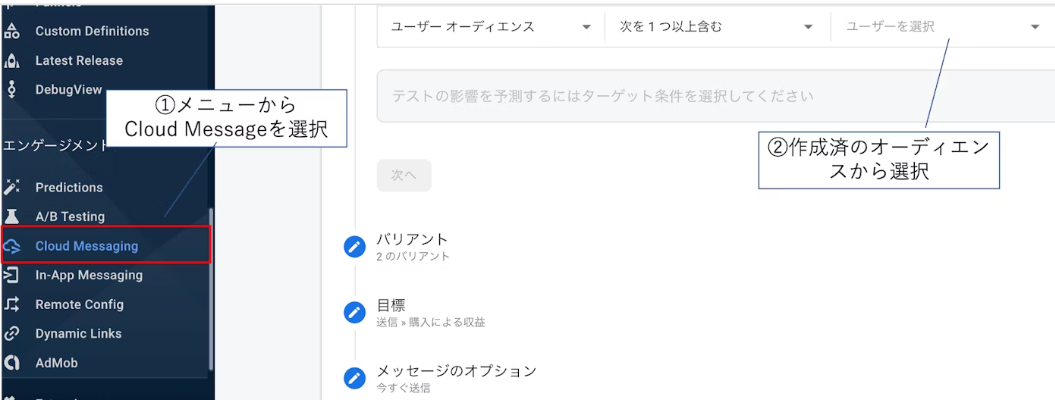 Custom Definitions
Latest Release
DebugView
エンゲージメント
Predictions
A/B Testing
Cloud Messaging
In-App Messaging
Remote Config
Dynamic Links
AdMob
①メニューから
Cloud Messageを選択
ユーザー オーディエンス
次を 1 つ以上含む
ユーザーを選択
テストの影響を予測するにはターゲット条件を選択してください
②作成済のオーディエン
スから選択
次へ
バリアント
2 のバリアント
目標
送信 » 購入による収益
メッセージのオプション
今すぐ送信